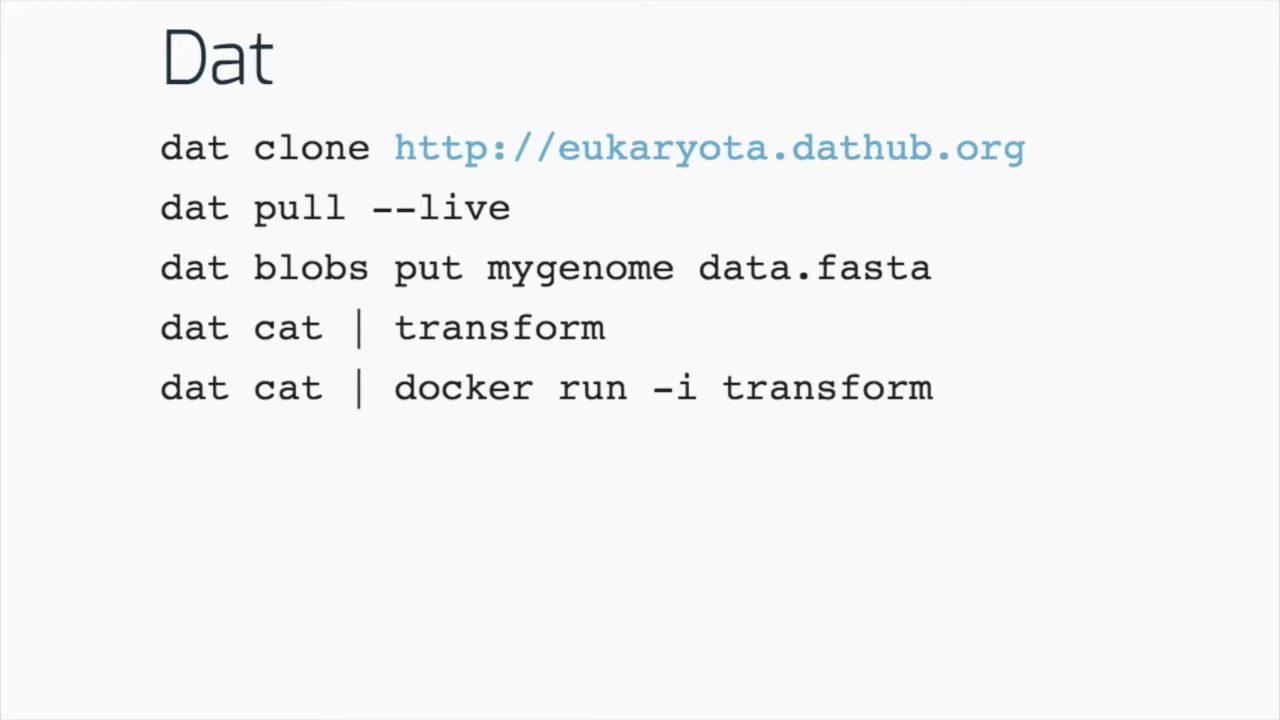 Dat
dat clone http://eukaryota.dathub.org
dat pull --live
dat blobs put mygenome data.fasta
dat cat | transform
dat cat | docker run -i transform